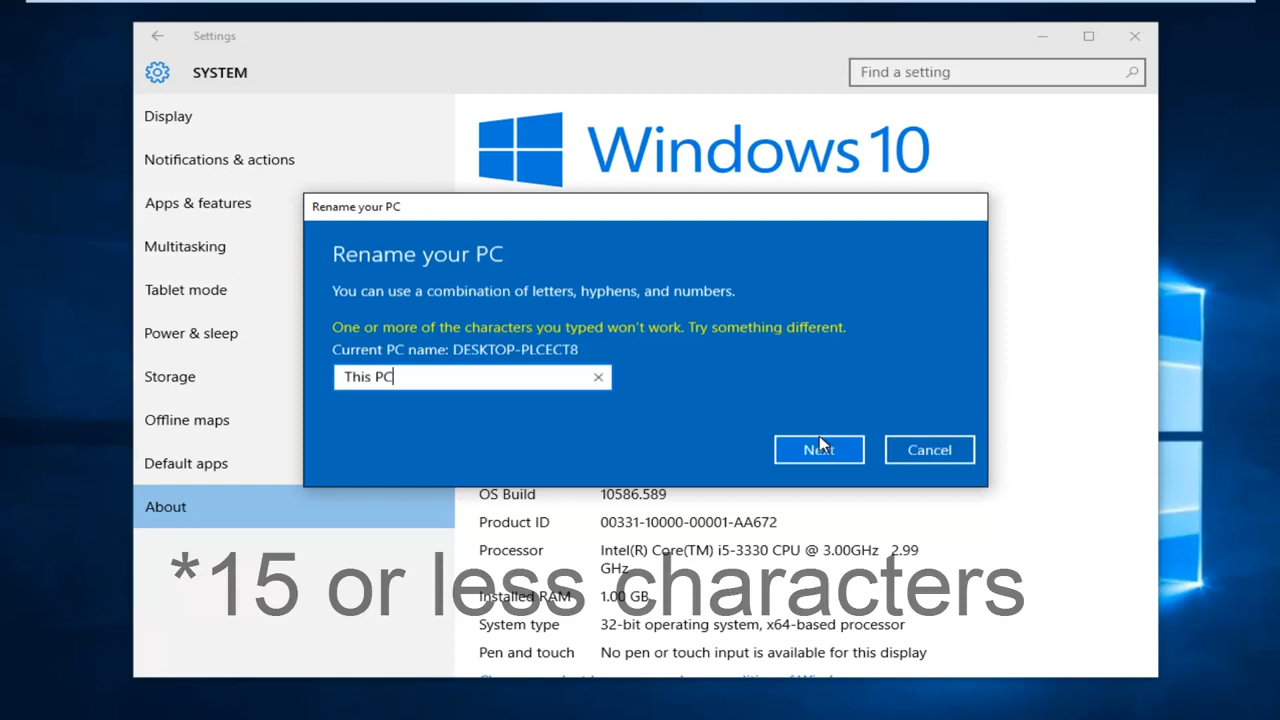 Settings
SYSTEM
Find a setting
Display
Notifications & actions
Apps & features
Multitasking
Tablet mode
Power & sleep
Storage
Offline maps
Default apps
About
Windows 10
Rename your PC
Rename your PC
You can use a combination of letters, hyphens, and numbers.
One or more of the characters you typed won't work. Try something different.
Current PC name: DESKTOP-PLCECT8
This PC
Next
Cancel
OS Build 10586.589
Product ID 00331-10000-00001-AA672
Processor Intel(R) Core(TM) i5-3330 CPU @ 3.00GHz 2.99
GHz
Installed RAM 1.00 GB
System type 32-bit operating system, x64-based processor
Pen and touch No pen or touch input is available for this display
*15 or less characters